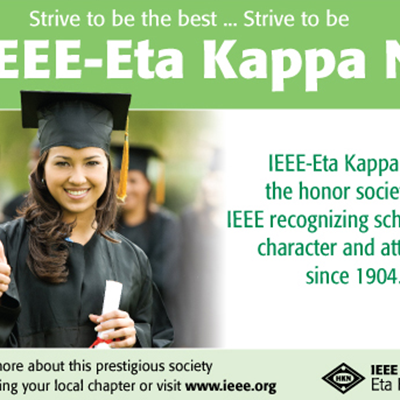 Strive to be the best ... Strive to be
EEE-Eta Kappa N
IEEE-Eta Kappa
the honor socie
IEEE recognizing sch
character and att
since 1904.
more about this prestigious society
ing your local chapter or visit www.ieee.org
HKN
IEEE
Eta